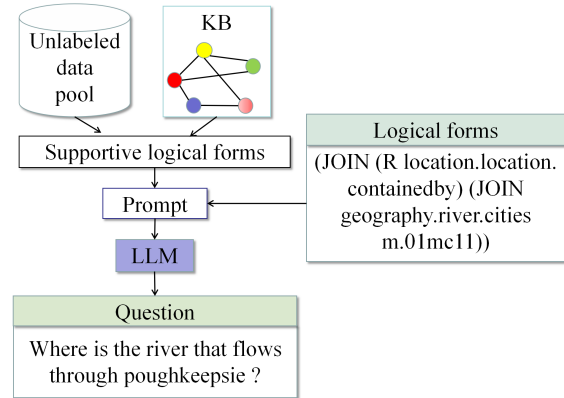 Unlabeled
data
pool
KB
Supportive logical forms
Prompt
LLM
Logical forms
(JOIN (R location.location.
containedby) (JOIN
geography.river.cities
m.01mc11))
Question
Where is the river that flows
through poughkeepsie ?